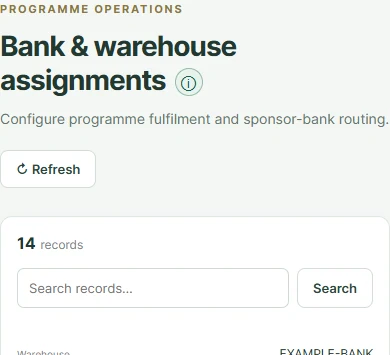 PROGRAMME OPERATIONS
Bank & warehouse
assignments ⓘ
Configure programme fulfilment and sponsor-bank routing.
↻ Refresh
14 records
Search records...
Search
Warehouse
EXAMPLE-BANK